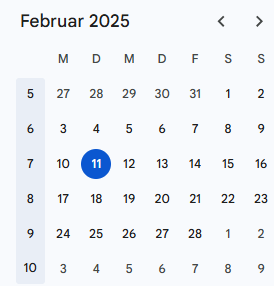 Februar 2025
M D M D F S S
5 27 28 29 30 31 1 2
6 3 4 5 6 7 8 9
7 10 11 12 13 14 15 16
8 17 18 19 20 21 22 23
9 24 25 26 27 28 1 2
10 3 4 5 6 7 8 9